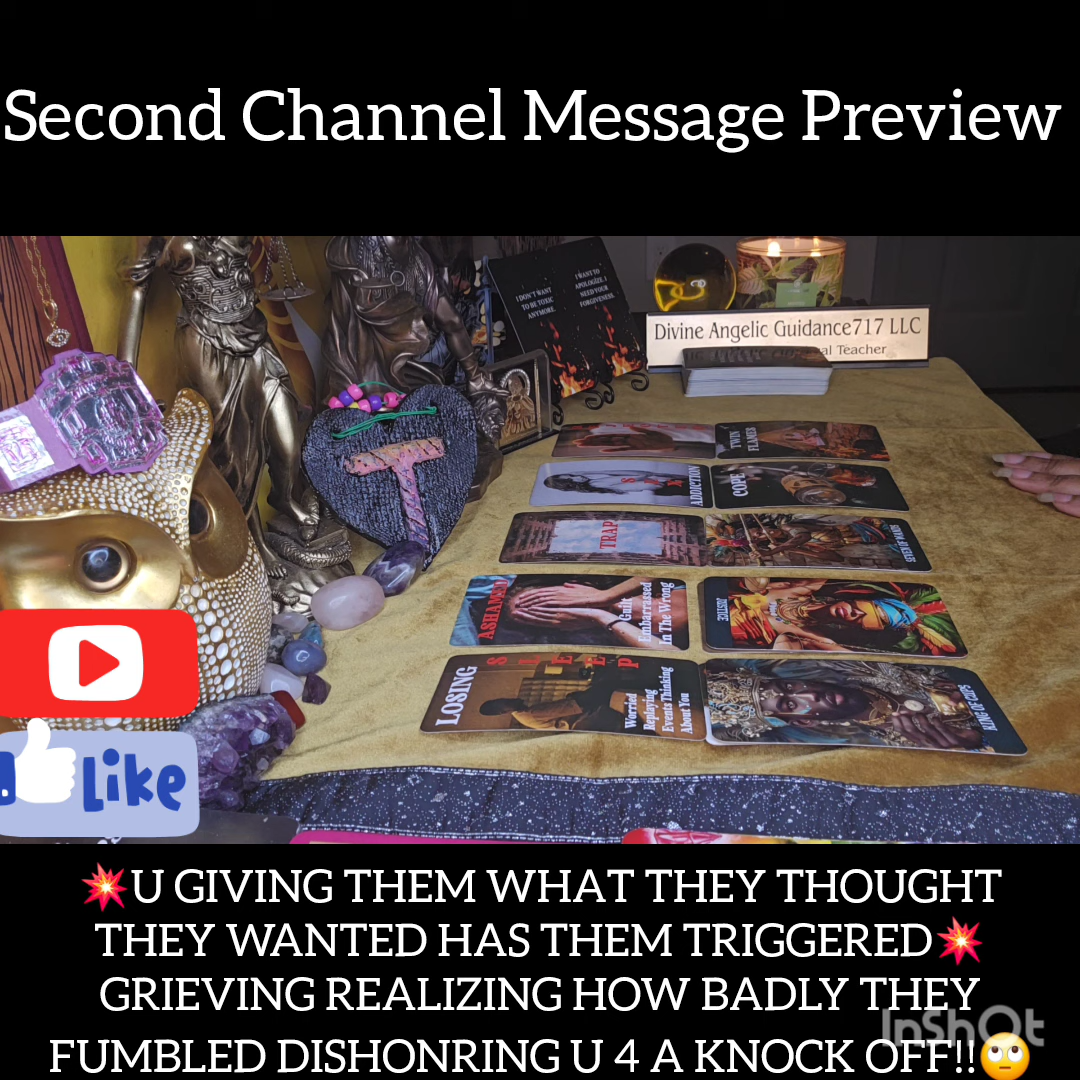 Second Channel Message Preview
I DON'T WANT
TO BE TOXIC
ANYMORE.
I WANT TO
APOLOGIZE. I
NEED YOUR
FORGIVENESS.
Divine Angelic Guidance717 LLC
Teacher
TWIN
FLAMES
ADDICTION
COPE
TRAP
SEVEN OF WANDS
ASHAMED
Guilt
Embarrassed
In The Wrong
JUSTICE
LOSING
SLEEP
Worried
Replaying
Events Thinking
About You
KING OF CUPS
Like
💥U GIVING THEM WHAT THEY THOUGHT
THEY WANTED HAS THEM TRIGGERED💥
GRIEVING REALIZING HOW BADLY THEY
FUMBLED DISHONRING U 4 A KNOCK OFF!!🙄
InShOt